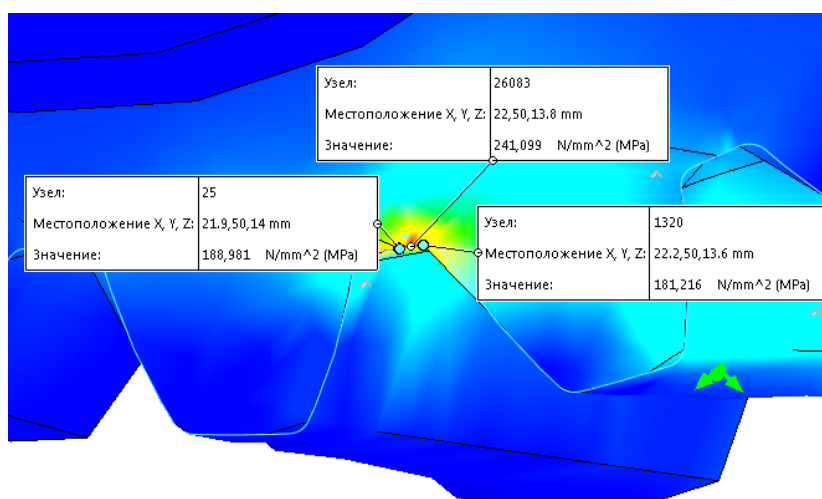 Узел: 26083
Местоположение X, Y, Z: 22,50,13.8 mm
Значение: 241,099 N/mm^2 (MPa)
Узел: 25
Местоположение X, Y, Z: 21.9,50,14 mm
Значение: 188,981 N/mm^2 (MPa)
Узел: 1320
Местоположение X, Y, Z: 22.2,50,13.6 mm
Значение: 181,216 N/mm^2 (MPa)